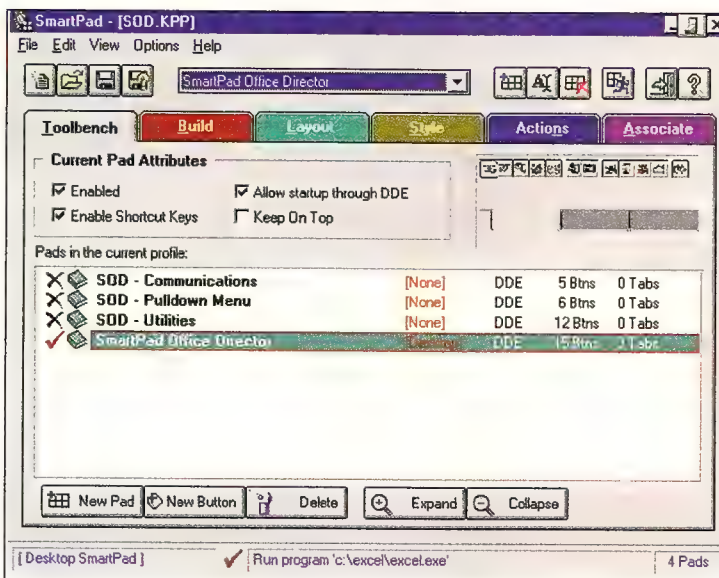 SmartPad - [SOD.KPP]
File Edit View Options Help
SmartPad Office Director
Toolbench Build Layout Style Actions Associate
Current Pad Attributes
Enabled Allow startup through DDE
Enable Shortcut Keys Keep On Top
Pads in the current profile:
SOD - Communications [None] DDE 5 Btns 0 Tabs
SOD - Pulldown Menu [None] DDE 6 Btns 0 Tabs
SOD - Utilities [None] DDE 12 Btns 0 Tabs
SmartPad Office Director DDE 15 Btns 3 Tabs
New Pad New Button Delete Expand Collapse
[ Desktop SmartPad ] Run program 'c:\excel\excel.exe' 4 Pads